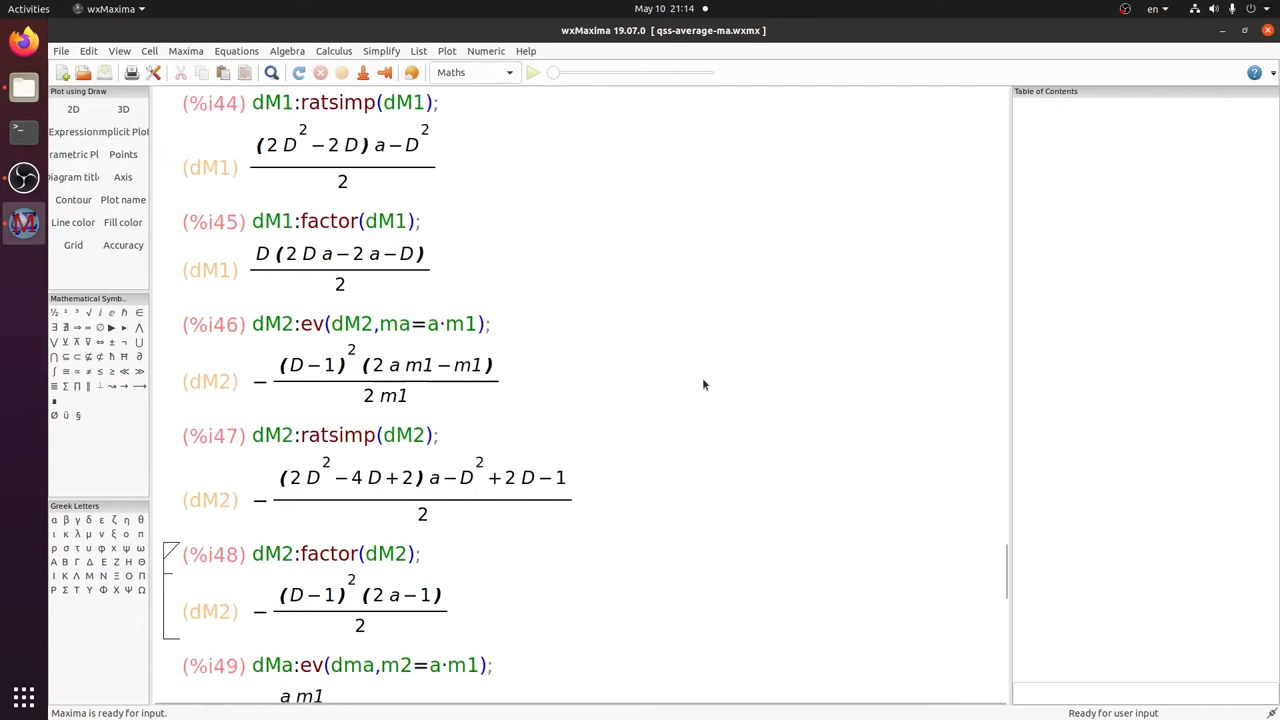 Activities
wxMaxima
May 10 21:14
en
wxMaxima 19.07.0 [ qss-average-ma.wxmx ]
File Edit View Cell Maxima Equations Algebra Calculus Simplify List Plot Numeric Help
Maths
Plot using Draw
2D 3D
Expression mplicit Plot
rametric Pl Points
Diagram title Axis
Contour Plot name
Line color Fill color
Grid Accuracy
Mathematical Symb..
Greek Letters
α β γ δ ε ζ η θ
ι κ λ μ ν ξ ο π
ρ σ τ υ φ χ ψ ω
Α Β Γ Δ Ε Ζ Η Θ
Ι Κ Λ Μ Ν Ξ Ο Π
Ρ Σ Τ Υ Φ Χ Ψ Ω
(%i44) dM1:ratsimp(dM1);
(dM1) (2 D^2 − 2 D) a − D^2
2
(%i45) dM1:factor(dM1);
(dM1) D (2 D a − 2 a − D)
2
(%i46) dM2:ev(dM2,ma=a·m1);
(dM2) − (D − 1)^2 (2 a m1 − m1)
2 m1
(%i47) dM2:ratsimp(dM2);
(dM2) − (2 D^2 − 4 D + 2) a − D^2 + 2 D − 1
2
(%i48) dM2:factor(dM2);
(dM2) − (D − 1)^2 (2 a − 1)
2
(%i49) dMa:ev(dma,m2=a·m1);
a m1
Table of Contents
Maxima is ready for input.
Ready for user input